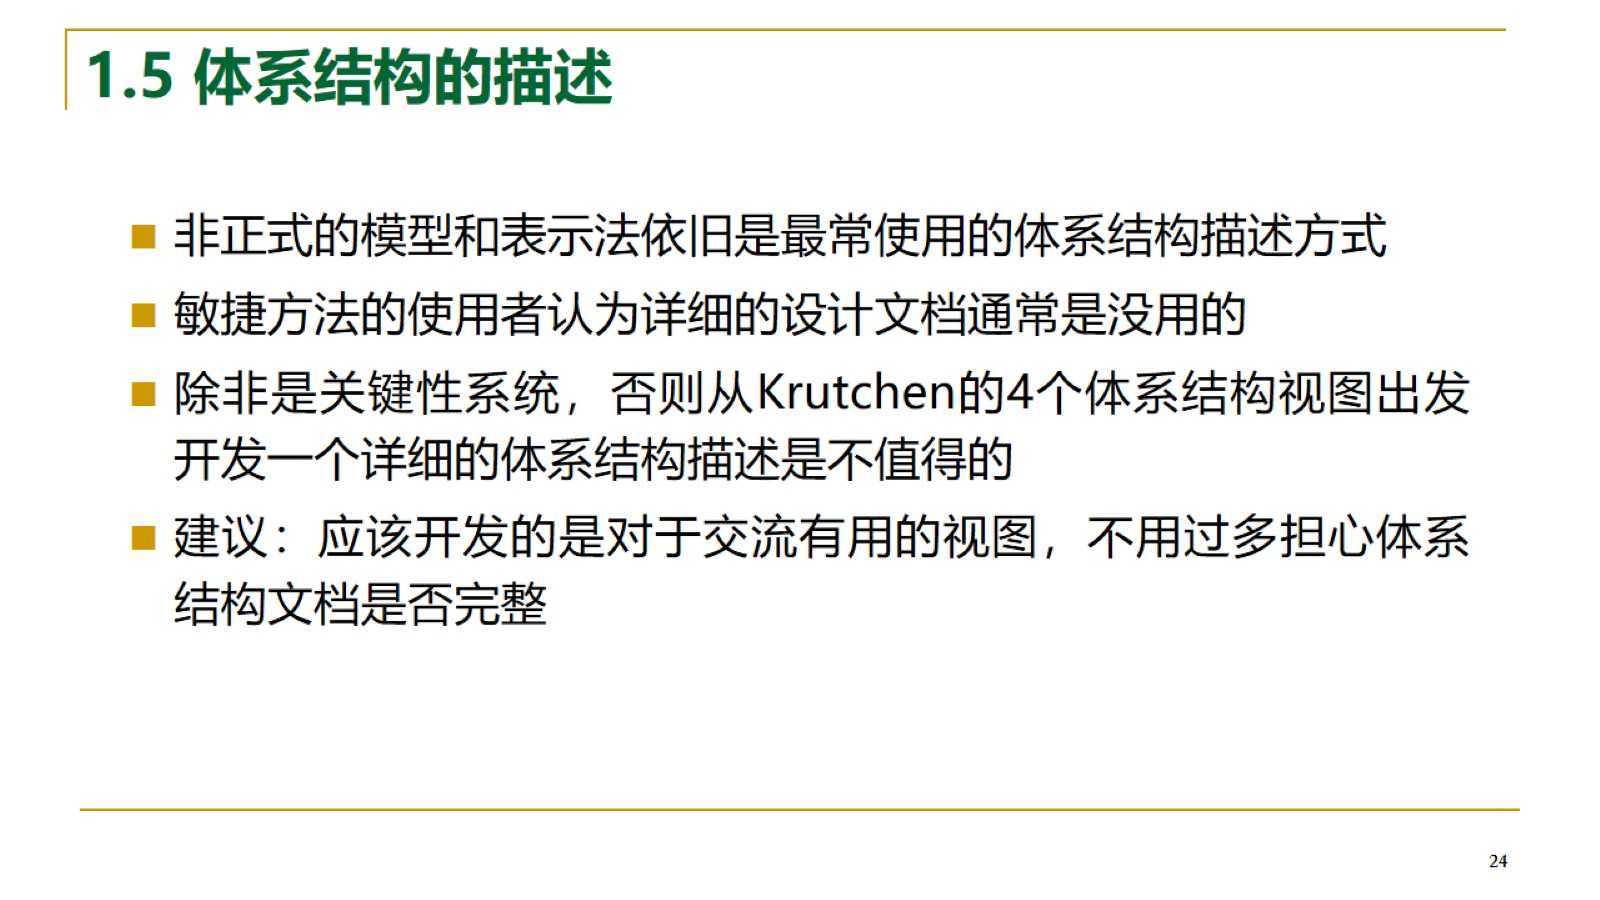 1.5 体系结构的描述
非正式的模型和表示法依旧是最常使用的体系结构描述方式
敏捷方法的使用者认为详细的设计文档通常是没用的
除非是关键性系统，否则从Krutchen的4个体系结构视图出发
开发一个详细的体系结构描述是不值得的
建议：应该开发的是对于交流有用的视图，不用过多担心体系
结构文档是否完整
24